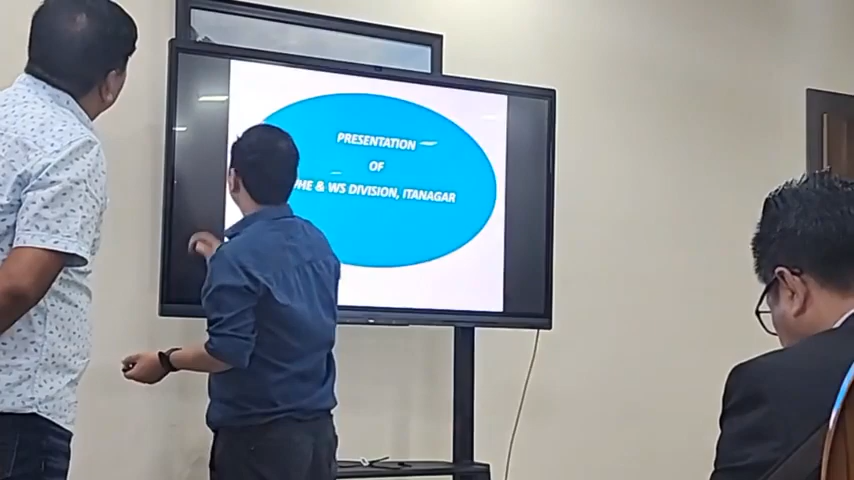 PRESENTATION
OF
HE & WS DIVISION, ITANAGAR